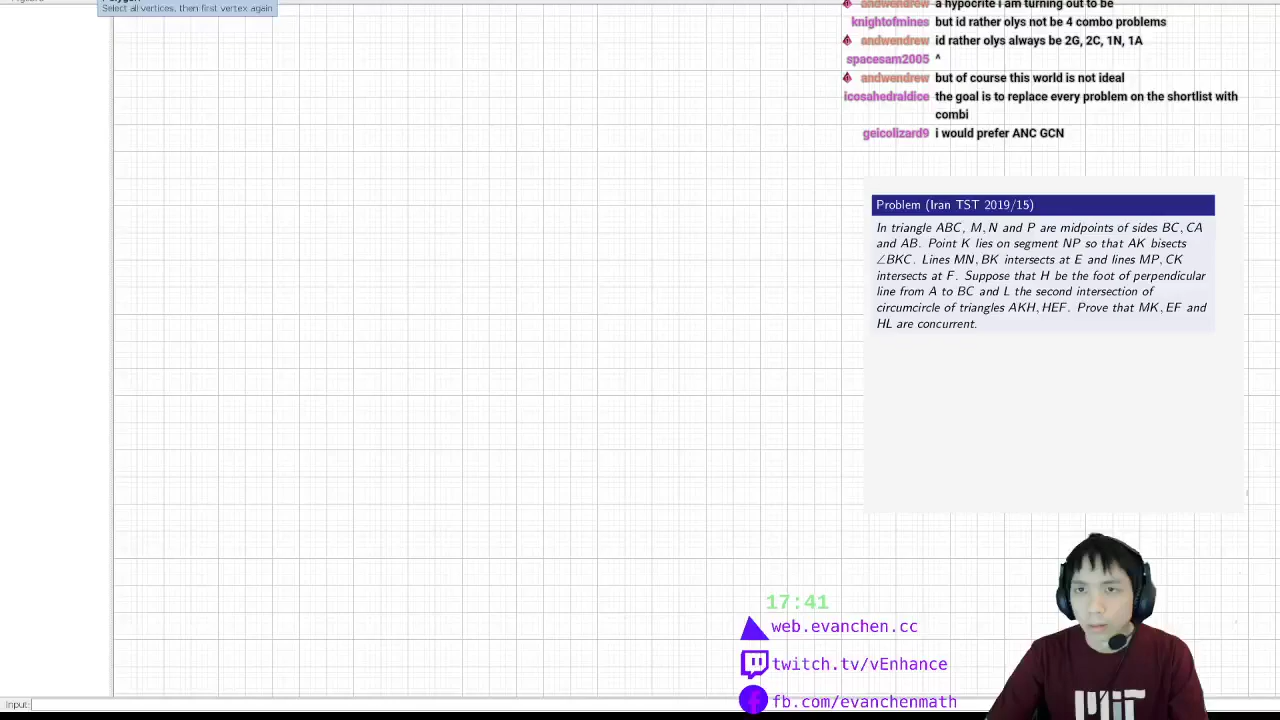 Select all vertices, then first vertex again
andwendrew a hypocrite i am turning out to be
knightofmines but id rather olys not be 4 combo problems
andwendrew id rather olys always be 2G, 2C, 1N, 1A
spacesam2005 ^
andwendrew but of course this world is not ideal
icosahedraldice the goal is to replace every problem on the shortlist with
combi
geicolizard9 i would prefer ANC GCN
Problem (Iran TST 2019/15)
In triangle ABC, M, N and P are midpoints of sides BC, CA
and AB. Point K lies on segment NP so that AK bisects
∠BKC. Lines MN, BK intersects at E and lines MP, CK
intersects at F. Suppose that H be the foot of perpendicular
line from A to BC and L the second intersection of
circumcircle of triangles AKH, HEF. Prove that MK, EF and
HL are concurrent.
17:41
web.evanchen.cc
twitch.tv/vEnhance
fb.com/evanchenmath
Input: